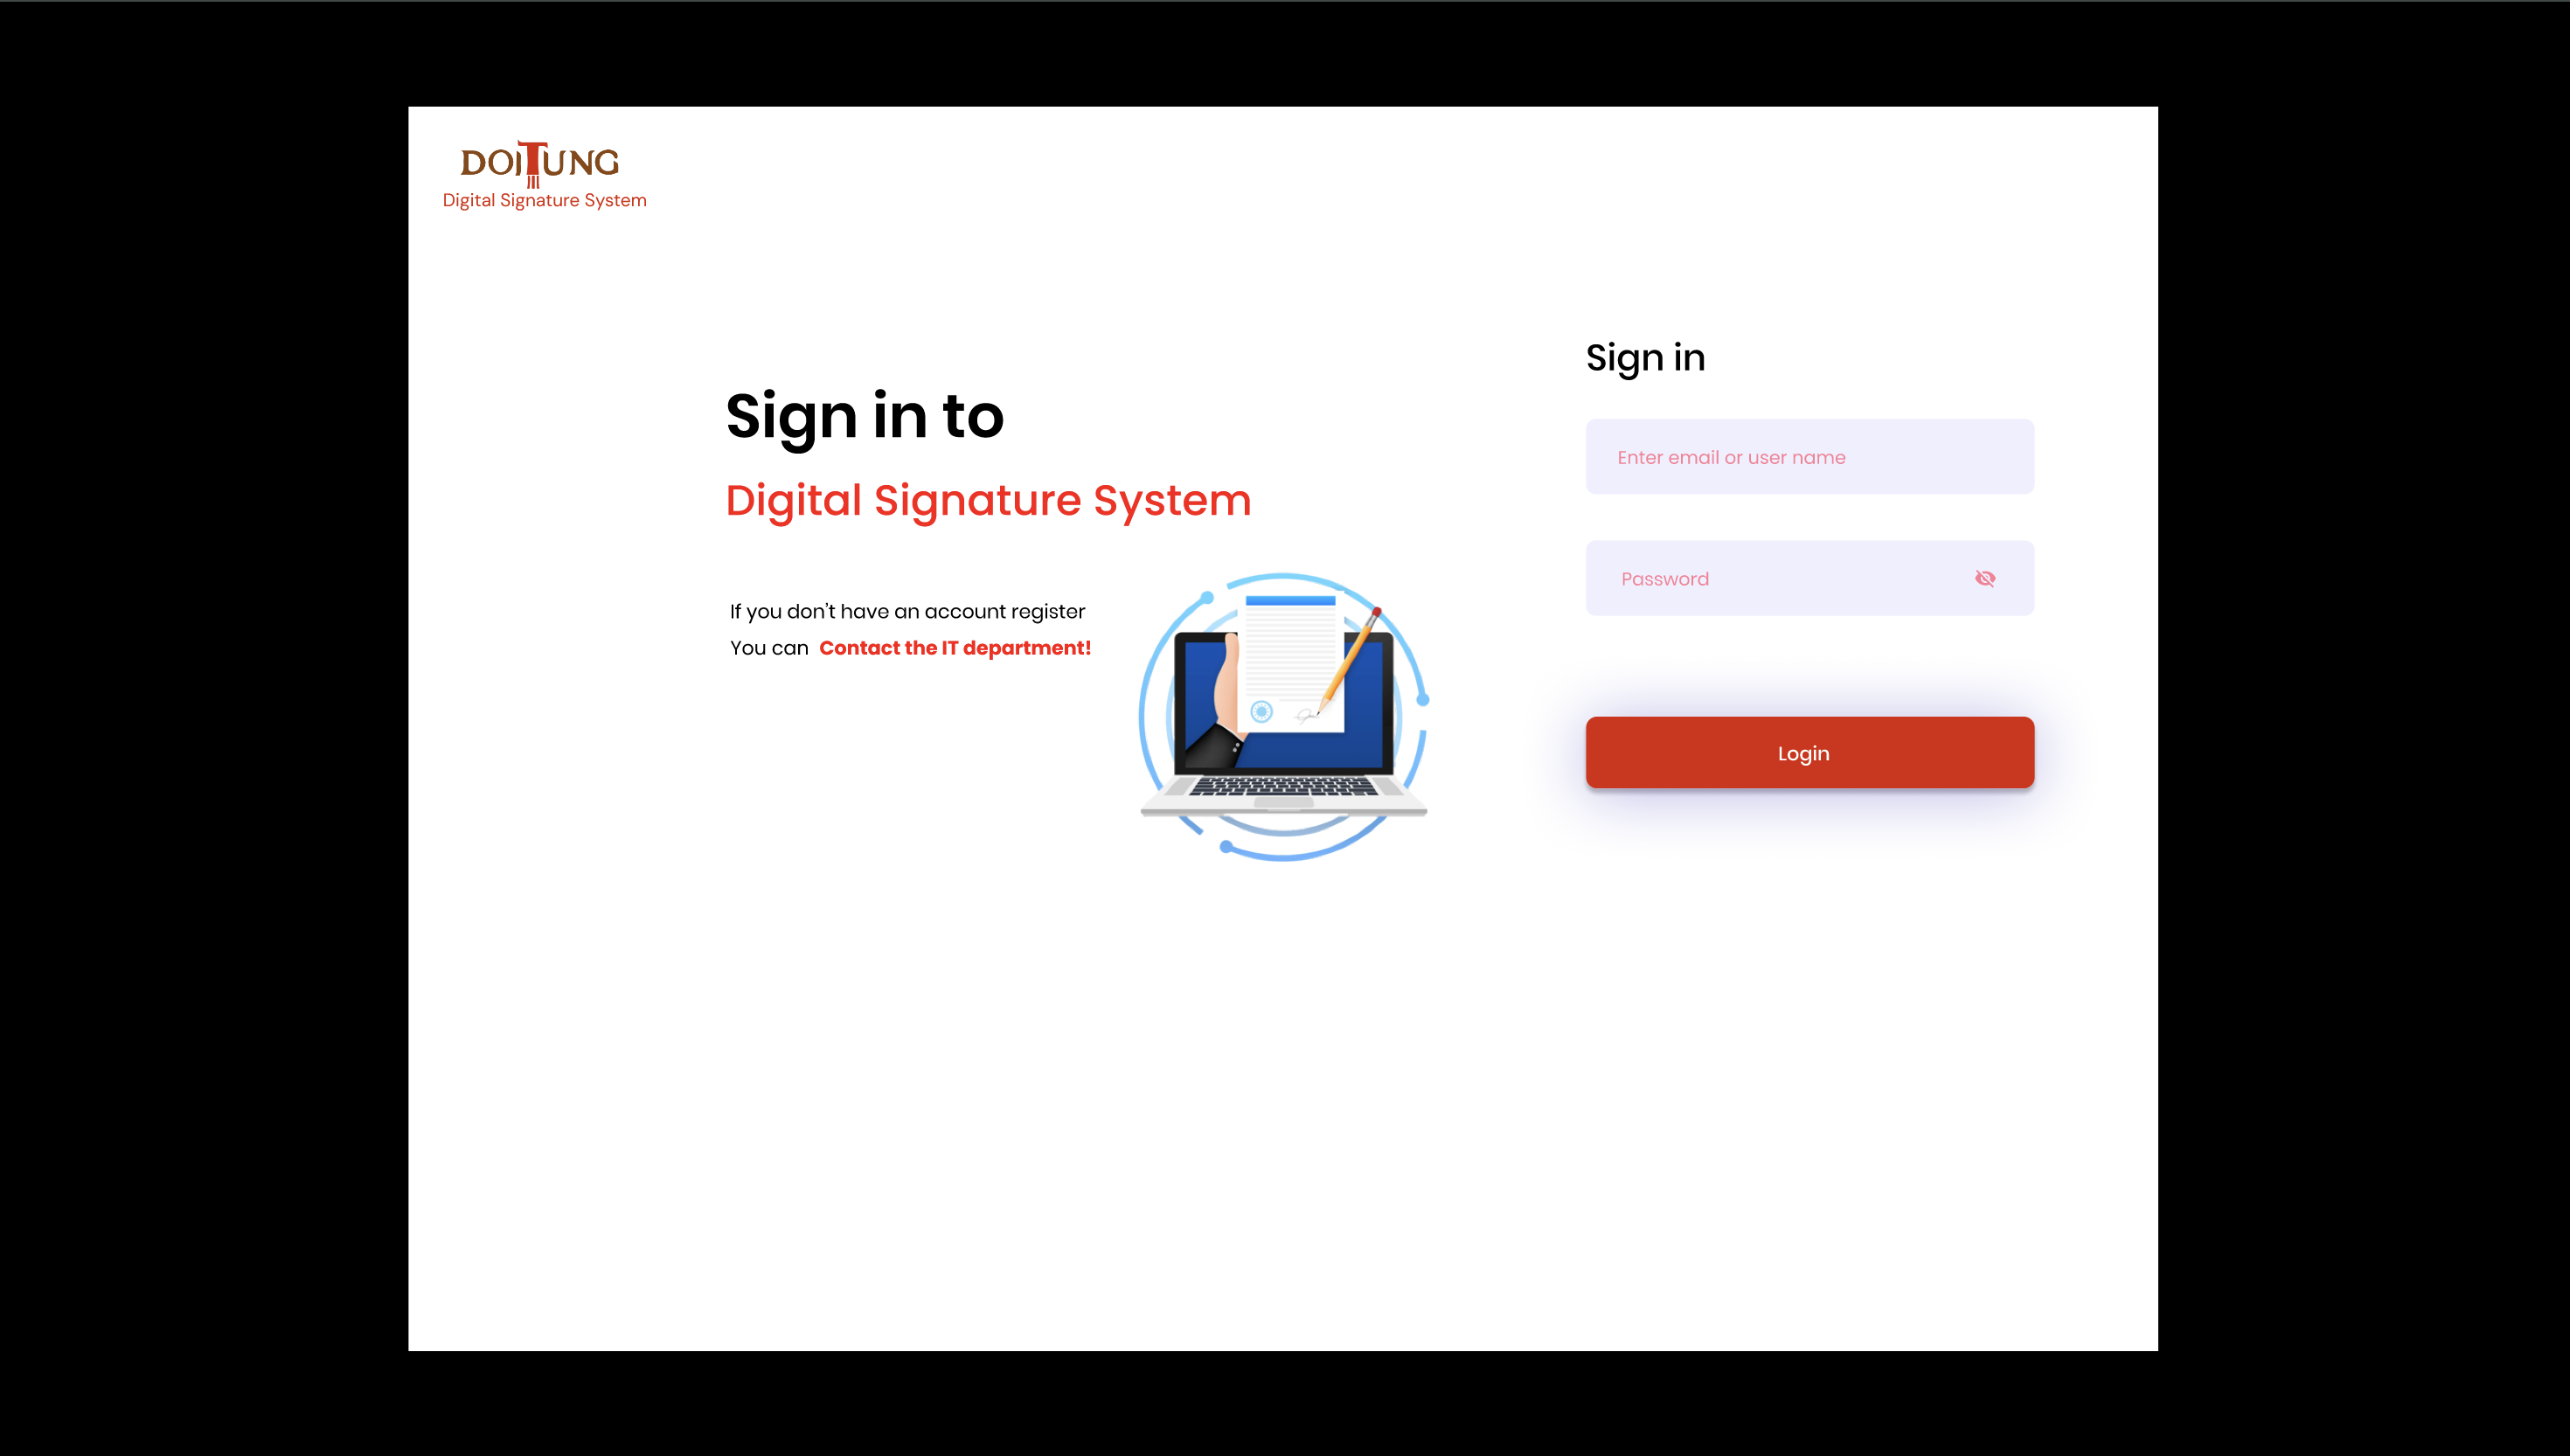 DOITUNG
Digital Signature System
Sign in to
Digital Signature System
If you don’t have an account register
You can Contact the IT department!
Sign in
Enter email or user name
Password
Login